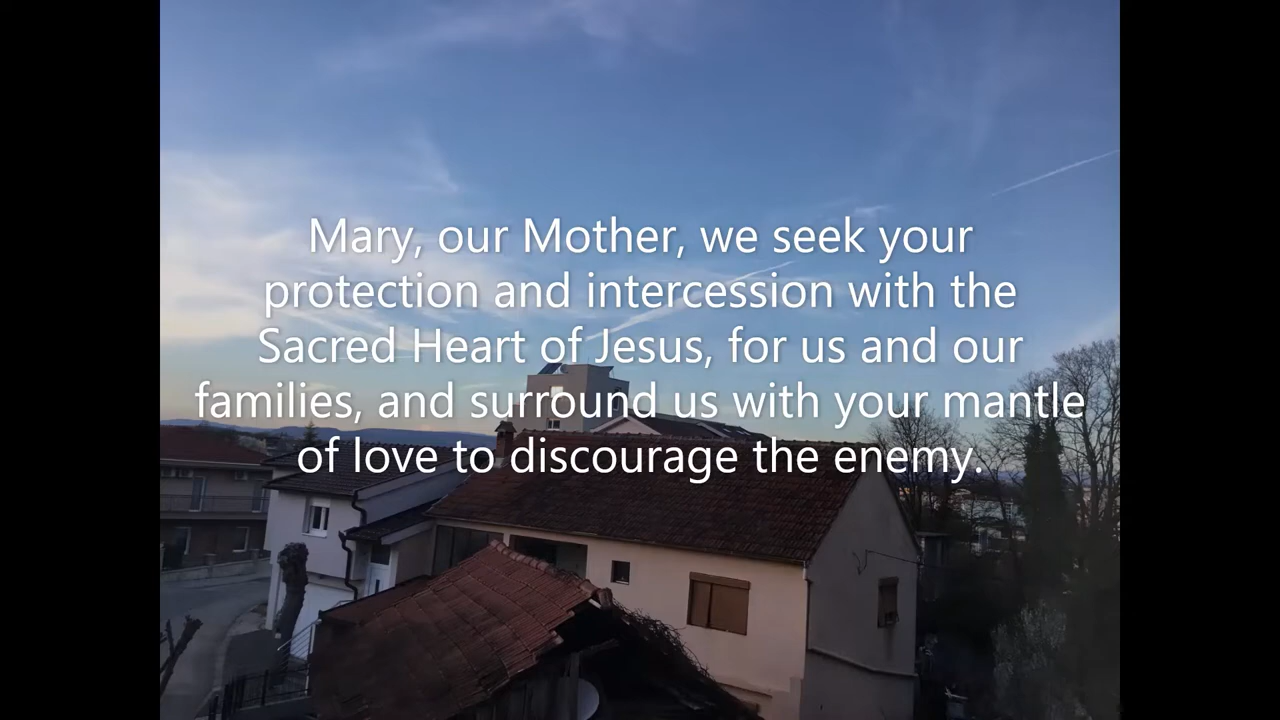 Mary, our Mother, we seek your
protection and intercession with the
Sacred Heart of Jesus, for us and our
families, and surround us with your mantle
of love to discourage the enemy.